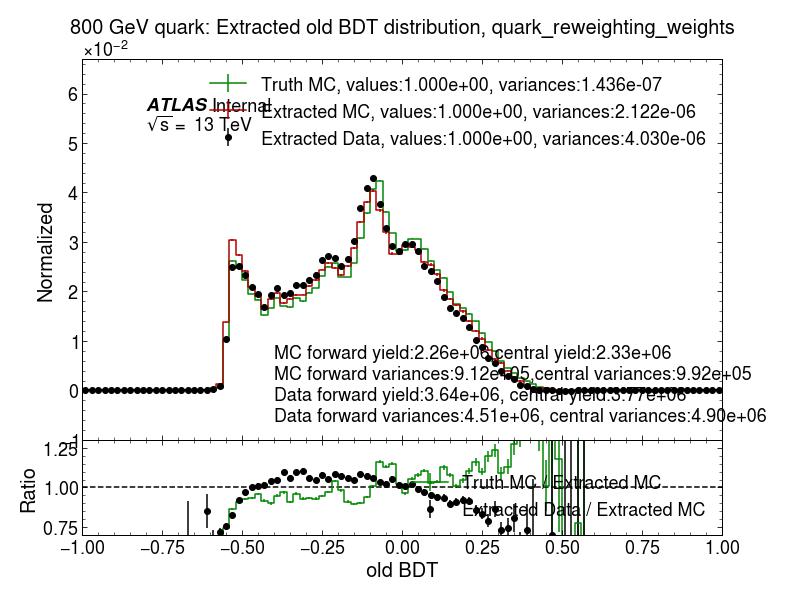 800 GeV quark: Extracted old BDT distribution, quark_reweighting_weights
×10−2
Truth MC, values:1.000e+00, variances:1.436e-07
ATLAS Internal
Extracted MC, values:1.000e+00, variances:2.122e-06
√s = 13 TeV
Extracted Data, values:1.000e+00, variances:4.030e-06
6
5
4
3
2
1
0
−1
Normalized
MC forward yield:2.26e+06, central yield:2.33e+06
MC forward variances:9.12e+05, central variances:9.92e+05
Data forward yield:3.64e+06, central yield:3.77e+06
Data forward variances:4.51e+06, central variances:4.90e+06
1.25
1.00
0.75
Ratio
Truth MC / Extracted MC
Extracted Data / Extracted MC
−1.00 −0.75 −0.50 −0.25 0.00 0.25 0.50 0.75 1.00
old BDT